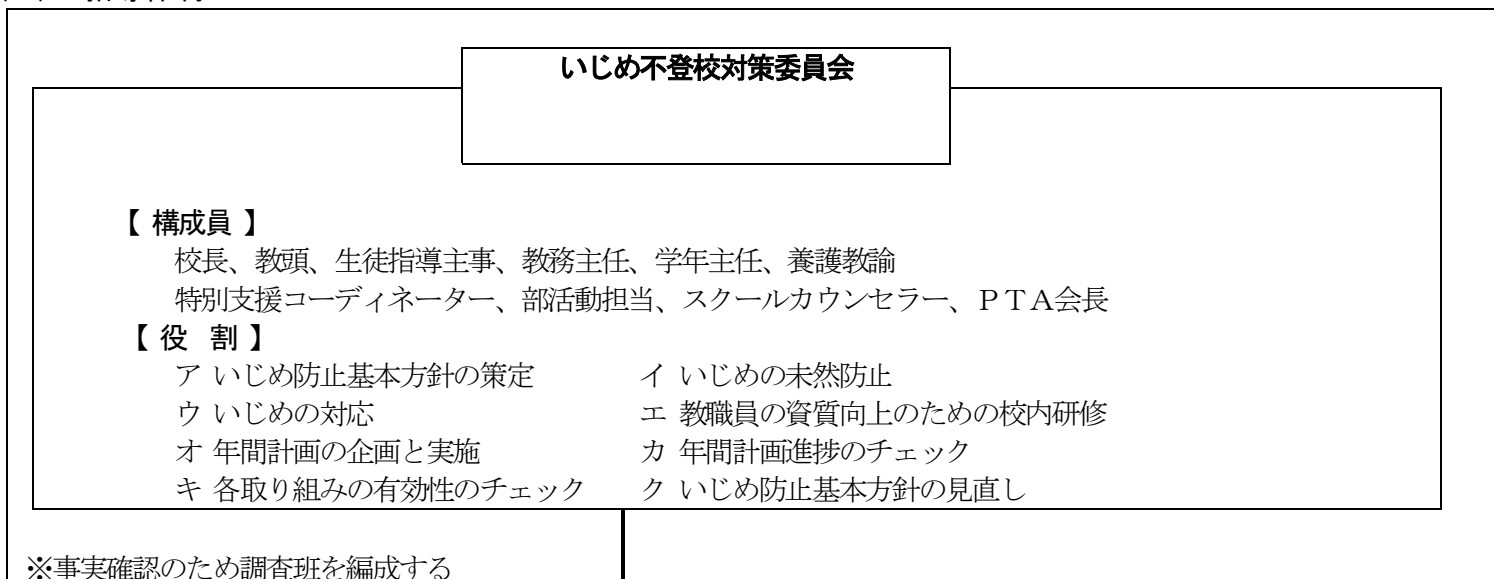 いじめ不登校対策委員会
【 構成員 】
校長、教頭、生徒指導主事、教務主任、学年主任、養護教諭
特別支援コーディネーター、部活動担当、スクールカウンセラー、ＰＴＡ会長
【 役 割 】
ア いじめ防止基本方針の策定 イ いじめの未然防止
ウ いじめの対応 エ 教職員の資質向上のための校内研修
オ 年間計画の企画と実施 カ 年間計画進捗のチェック
キ 各取り組みの有効性のチェック ク いじめ防止基本方針の見直し
※事実確認のため調査班を編成する